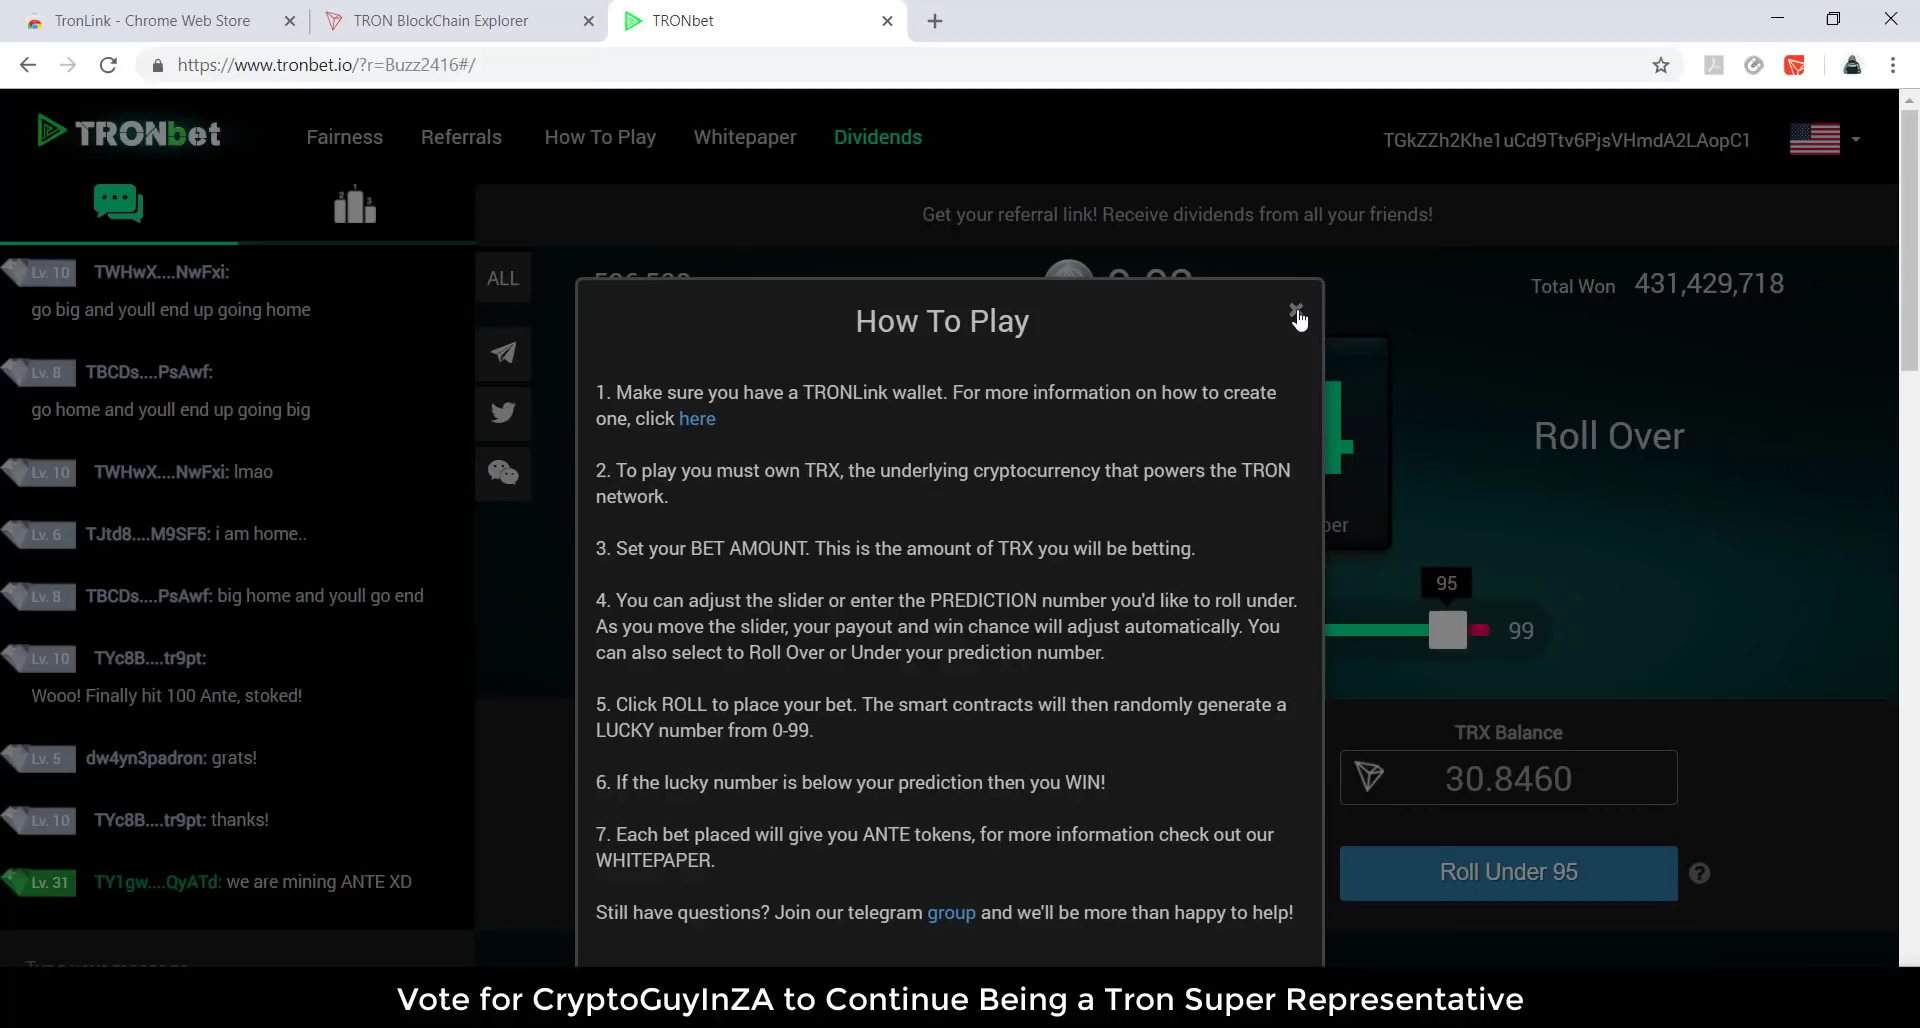 TronLink - Chrome Web Store
TRON BlockChain Explorer
TRONbet
https://www.tronbet.io/?r=Buzz2416#/
TRONbet
Fairness
Referrals
How To Play
Whitepaper
Dividends
TGkZZh2Khe1uCd9Ttv6PjsVHmdA2LAopC1
Get your referral link! Receive dividends from all your friends!
Lv. 10 TWHwX....NwFxi:
go big and youll end up going home
Lv. 8 TBCDs....PsAwf:
go home and youll end up going big
Lv. 10 TWHwX....NwFxi: lmao
Lv. 6 TJtd8....M9SF5: i am home..
Lv. 8 TBCDs....PsAwf: big home and youll go end
Lv. 10 TYc8B....tr9pt:
Wooo! Finally hit 100 Ante, stoked!
Lv. 5 dw4yn3padron: grats!
Lv. 10 TYc8B....tr9pt: thanks!
Lv. 31 TY1gw....QyATd: we are mining ANTE XD
ALL
Total Won 431,429,718
How To Play
1. Make sure you have a TRONLink wallet. For more information on how to create
one, click here
2. To play you must own TRX, the underlying cryptocurrency that powers the TRON
network.
3. Set your BET AMOUNT. This is the amount of TRX you will be betting.
4. You can adjust the slider or enter the PREDICTION number you'd like to roll under.
As you move the slider, your payout and win chance will adjust automatically. You
can also select to Roll Over or Under your prediction number.
5. Click ROLL to place your bet. The smart contracts will then randomly generate a
LUCKY number from 0-99.
6. If the lucky number is below your prediction then you WIN!
7. Each bet placed will give you ANTE tokens, for more information check out our
WHITEPAPER.
Still have questions? Join our telegram group and we'll be more than happy to help!
Roll Over
95
99
TRX Balance
30.8460
Roll Under 95
?
Vote for CryptoGuyInZA to Continue Being a Tron Super Representative